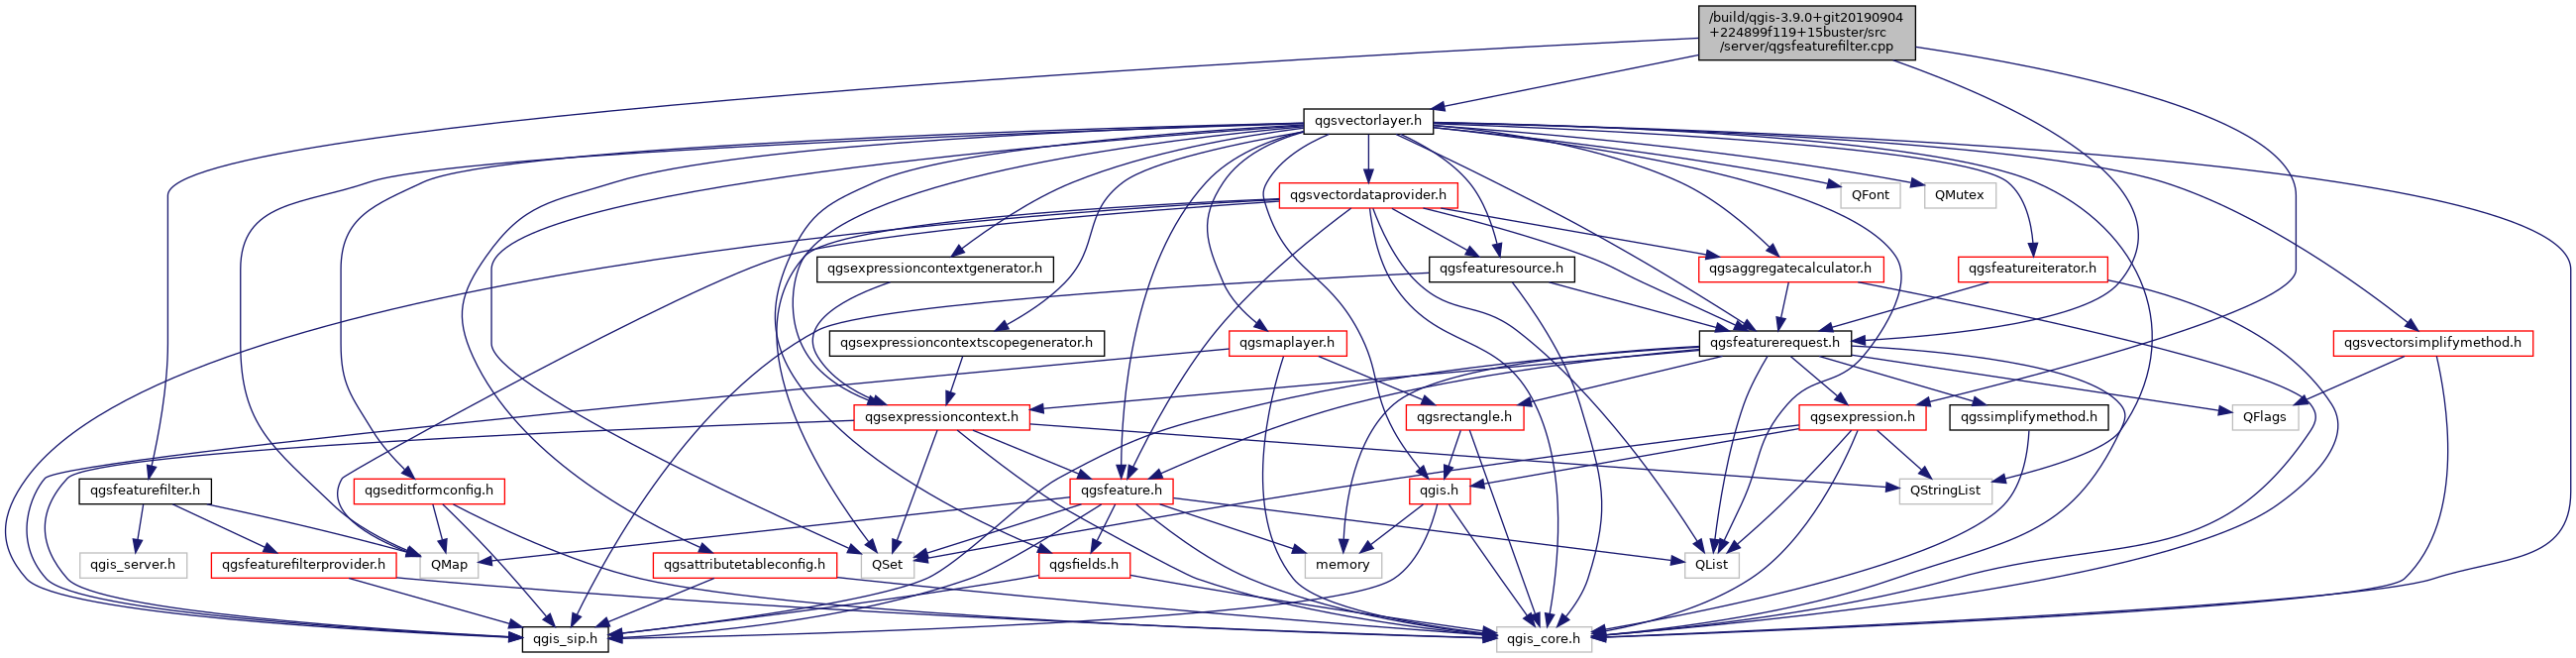 /build/qgis-3.9.0+git20190904
+224899f119+15buster/src
/server/qgsfeaturefilter.cpp
qgsvectorlayer.h
qgsvectordataprovider.h
QFont
QMutex
qgsexpressioncontextgenerator.h
qgsfeaturesource.h
qgsaggregatecalculator.h
qgsfeatureiterator.h
qgsexpressioncontextscopegenerator.h
qgsmaplayer.h
qgsfeaturerequest.h
qgsvectorsimplifymethod.h
qgsexpressioncontext.h
qgsrectangle.h
qgsexpression.h
qgssimplifymethod.h
QFlags
qgsfeaturefilter.h
qgseditformconfig.h
qgsfeature.h
qgis.h
QStringList
qgis_server.h
qgsfeaturefilterprovider.h
QMap
qgsattributetableconfig.h
QSet
qgsfields.h
memory
QList
qgis_sip.h
qgis_core.h